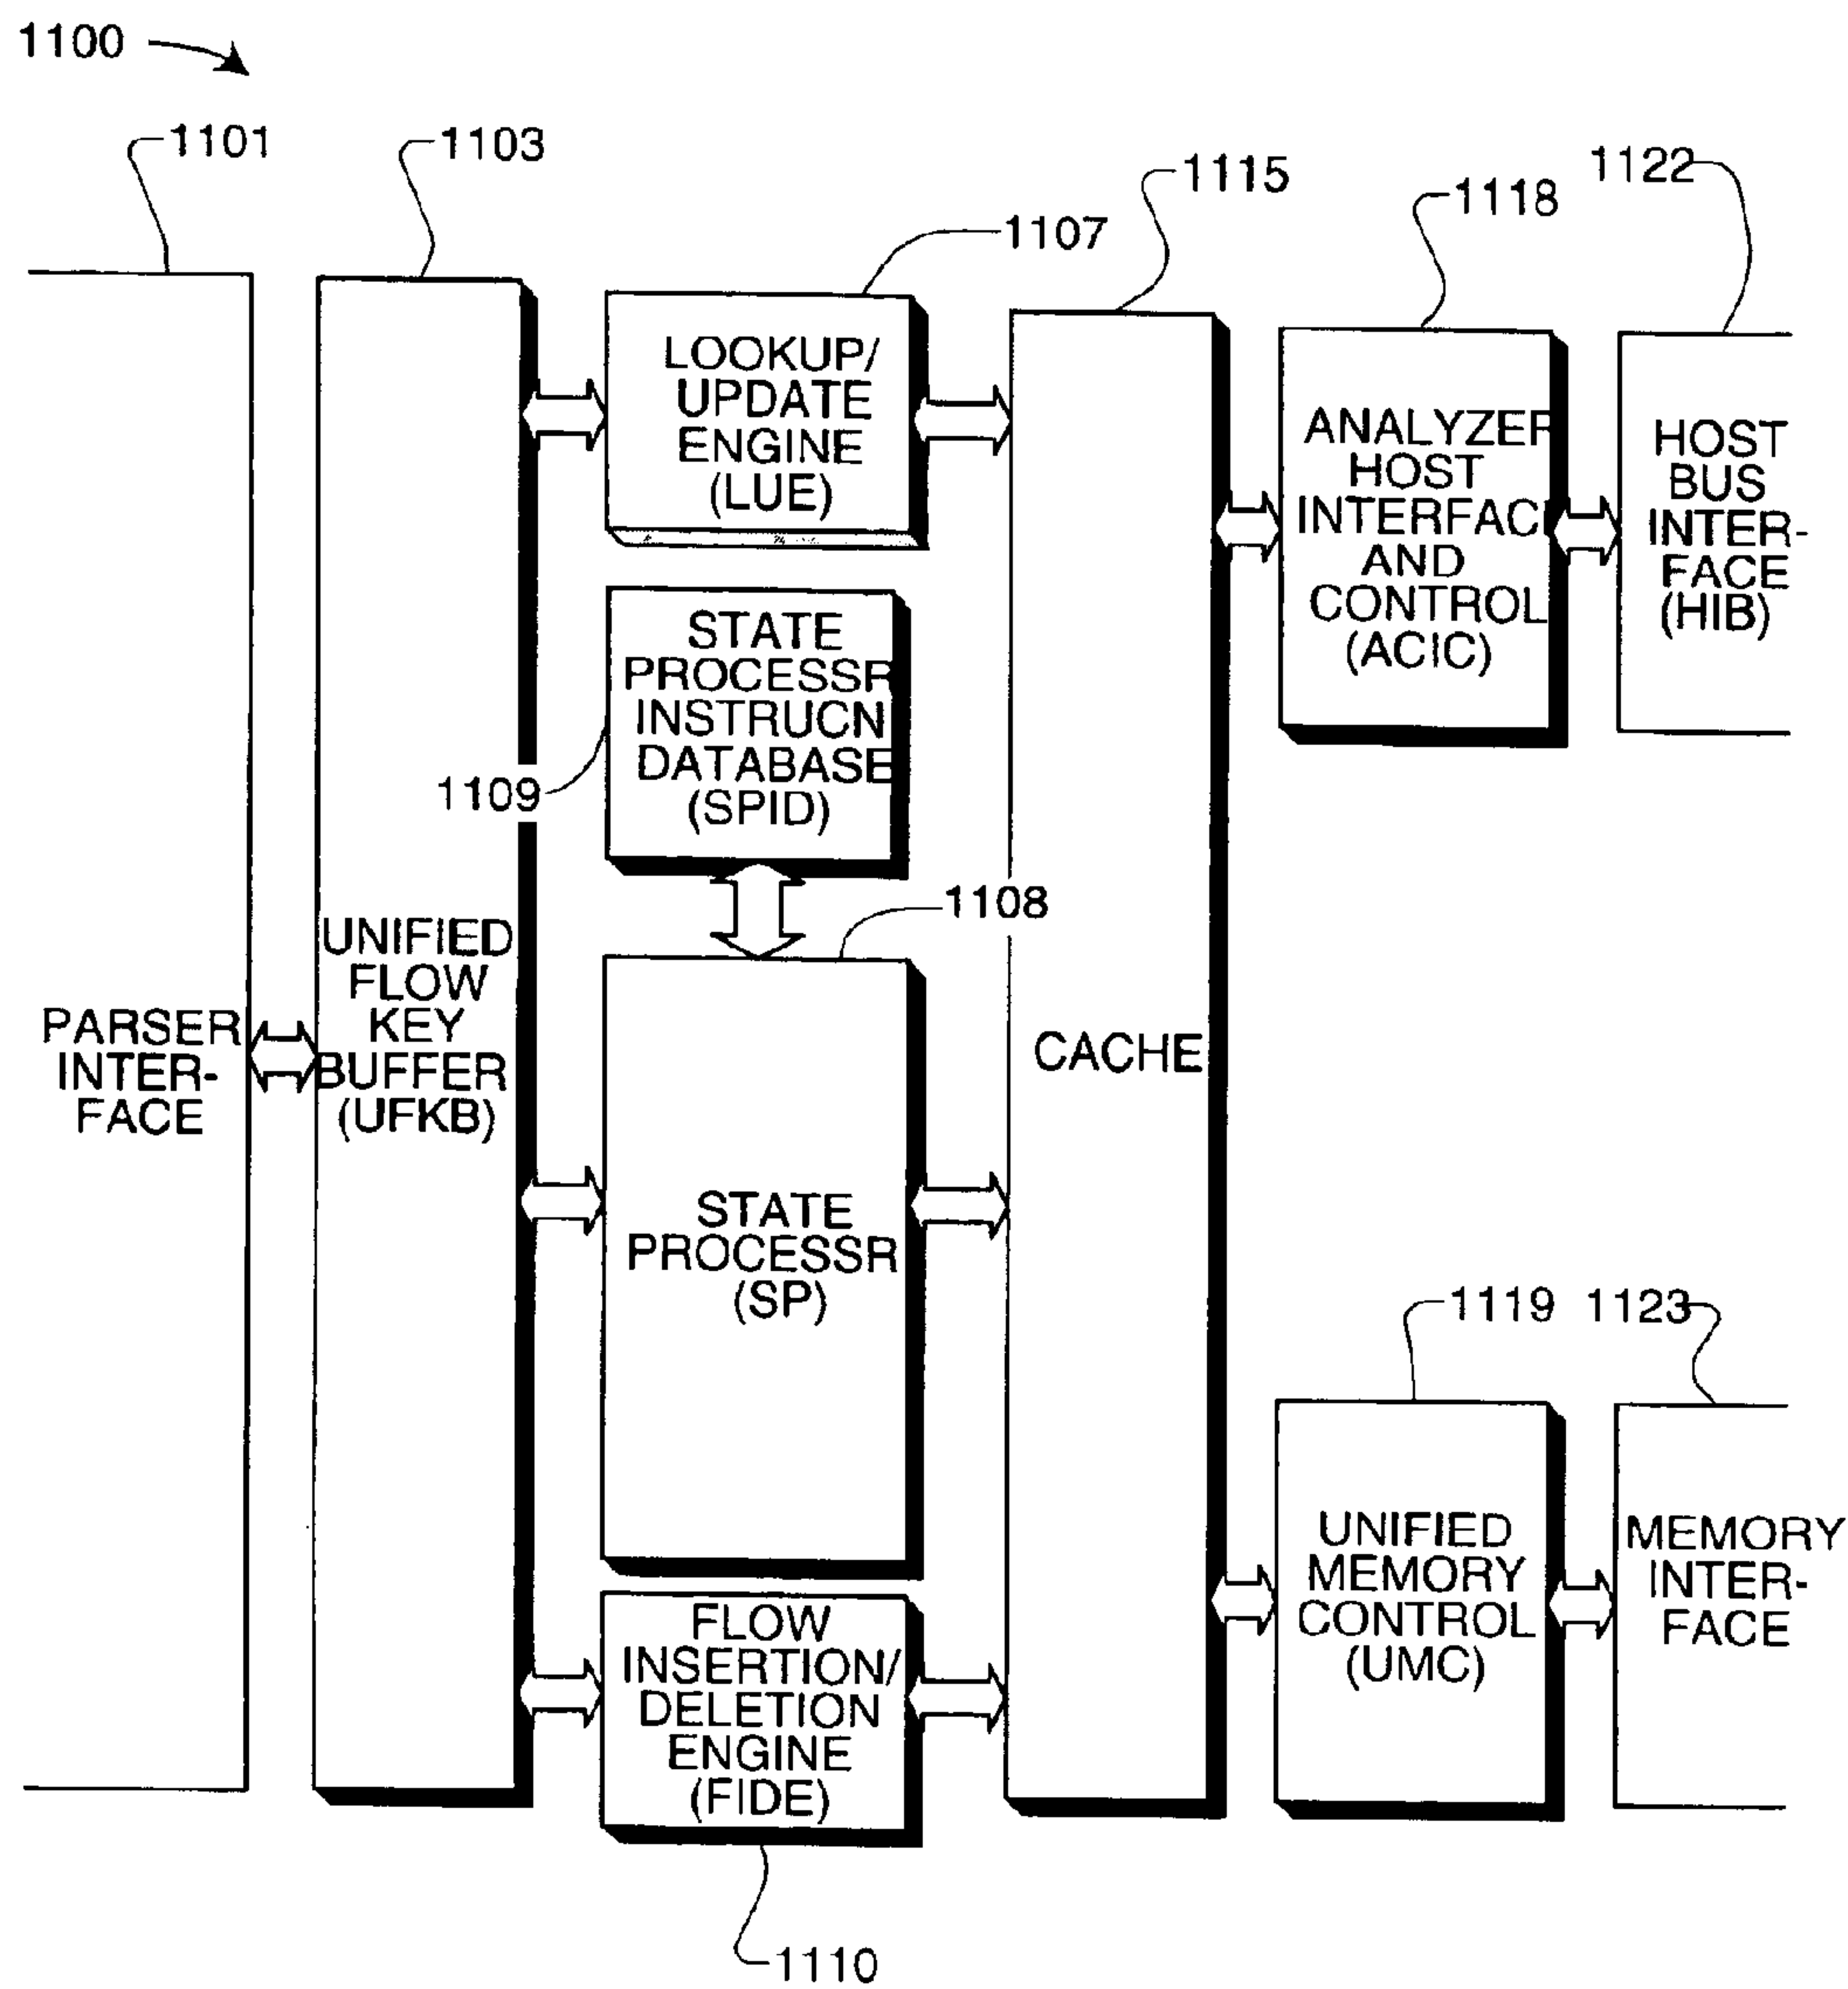 1100
1101
1103
1107
1115
1118
1122
LOOKUP/
UPDATE
ENGINE
(LUE)
STATE
PROCESSR
INSTRUCN
DATABASE
(SPID)
1109
1108
ANALYZER
HOST
INTERFACE
AND
CONTROL
(ACIC)
HOST
BUS
INTER-
FACE
(HIB)
PARSER
INTER-
FACE
UNIFIED
FLOW
KEY
BUFFER
(UFKB)
CACHE
STATE
PROCESSR
(SP)
1119
1123
FLOW
INSERTION/
DELETION
ENGINE
(FIDE)
UNIFIED
MEMORY
CONTROL
(UMC)
MEMORY
INTER-
FACE
1110